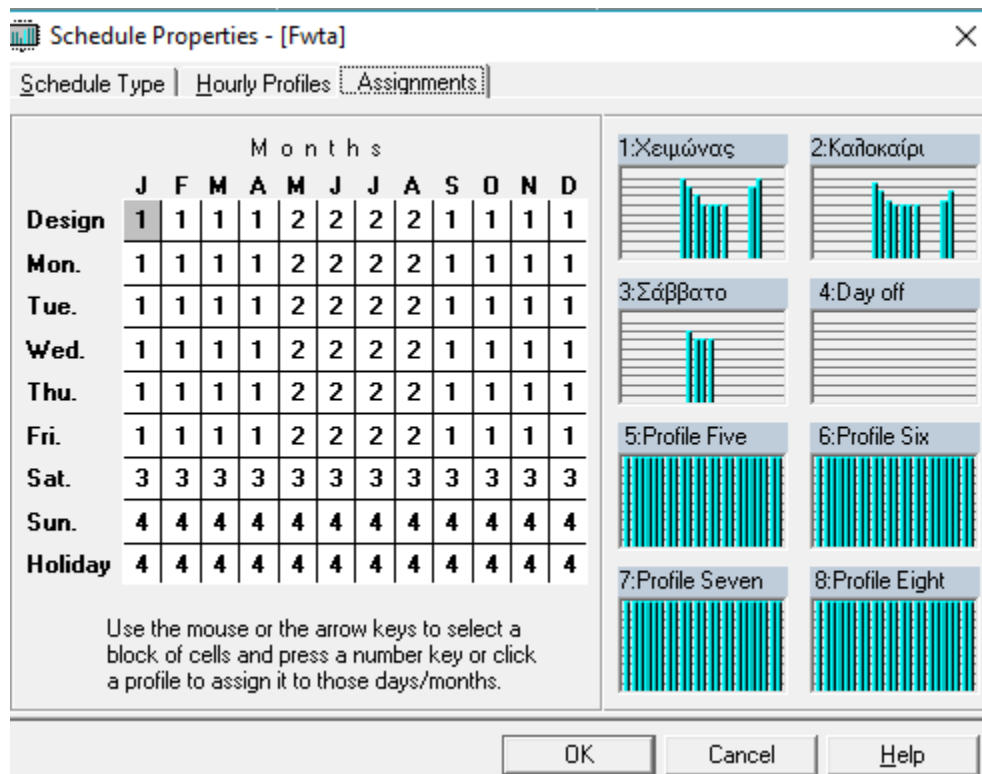 Schedule Properties - [Fwta]
Schedule Type Hourly Profiles Assignments
Months
J F M A M J J A S O N D
Design 1 1 1 1 2 2 2 2 1 1 1 1
Mon. 1 1 1 1 2 2 2 2 1 1 1 1
Tue. 1 1 1 1 2 2 2 2 1 1 1 1
Wed. 1 1 1 1 2 2 2 2 1 1 1 1
Thu. 1 1 1 1 2 2 2 2 1 1 1 1
Fri. 1 1 1 1 2 2 2 2 1 1 1 1
Sat. 3 3 3 3 3 3 3 3 3 3 3 3
Sun. 4 4 4 4 4 4 4 4 4 4 4 4
Holiday 4 4 4 4 4 4 4 4 4 4 4 4
Use the mouse or the arrow keys to select a
block of cells and press a number key or click
a profile to assign it to those days/months.
1:Χειμώνας
2:Καλοκαίρι
3:Σάββατο
4:Day off
5:Profile Five
6:Profile Six
7:Profile Seven
8:Profile Eight
OK Cancel Help